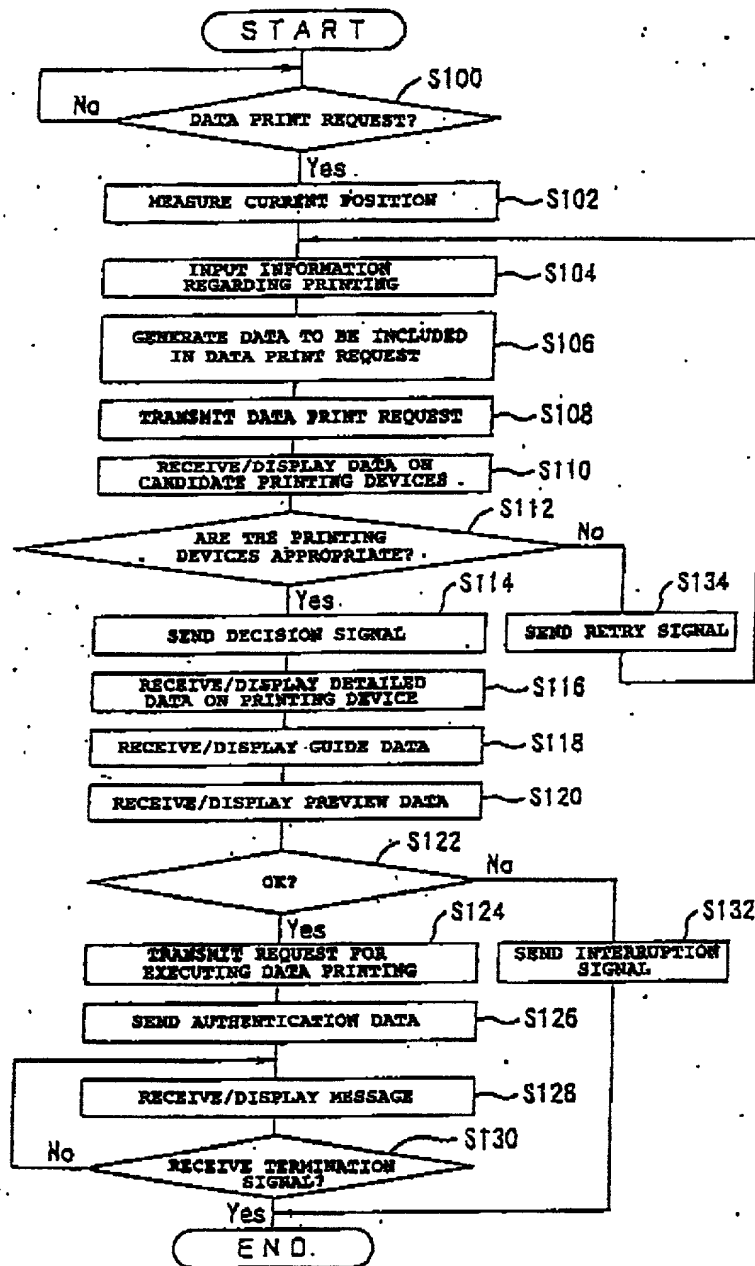 START
S100
No
DATA PRINT REQUEST?
Yes
MEASURE CURRENT POSITION
S102
INPUT INFORMATION
REGARDING PRINTING
S104
GENERATE DATA TO BE INCLUDED
IN DATA PRINT REQUEST
S106
TRANSMIT DATA PRINT REQUEST
S108
RECEIVE/DISPLAY DATA ON
CANDIDATE PRINTING DEVICES
S110
S112
ARE THE PRINTING
DEVICES APPROPRIATE?
No
Yes
S114
S134
SEND DECISION SIGNAL
SEND RETRY SIGNAL
RECEIVE/DISPLAY DETAILED
DATA ON PRINTING DEVICE
S116
RECEIVE/DISPLAY GUIDE DATA
S118
RECEIVE/DISPLAY PREVIEW DATA
S120
S122
OK?
No
Yes
S124
S132
TRANSMIT REQUEST FOR
EXECUTING DATA PRINTING
SEND INTERRUPTION
SIGNAL
SEND AUTHENTICATION DATA
S126
RECEIVE/DISPLAY MESSAGE
S128
S130
No
RECEIVE TERMINATION
SIGNAL?
Yes
END.